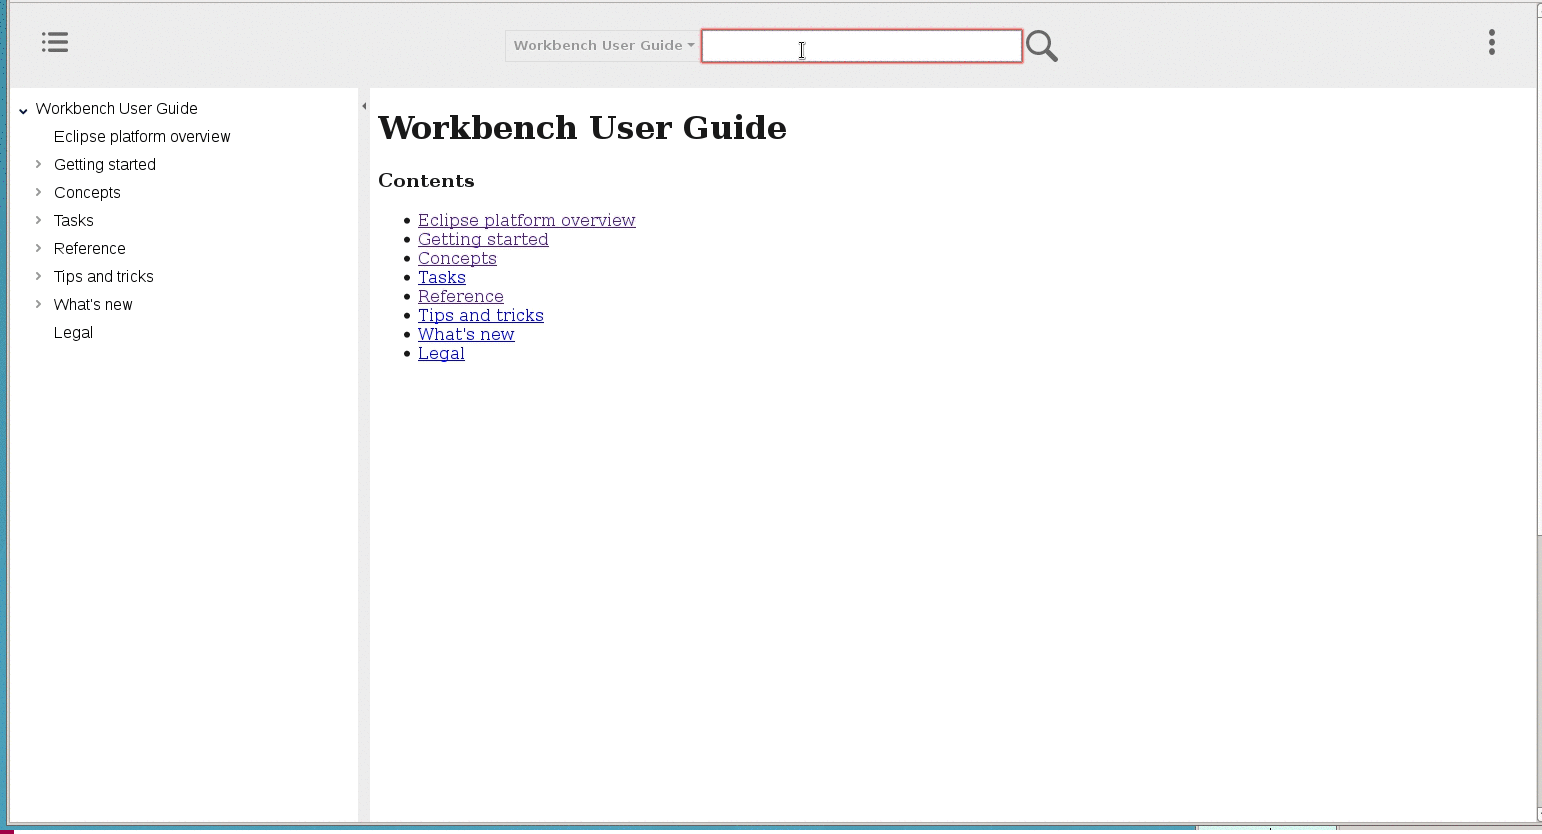 Workbench User Guide
Workbench User Guide
Eclipse platform overview
Getting started
Concepts
Tasks
Reference
Tips and tricks
What's new
Legal
Workbench User Guide
Contents
Eclipse platform overview
Getting started
Concepts
Tasks
Reference
Tips and tricks
What's new
Legal